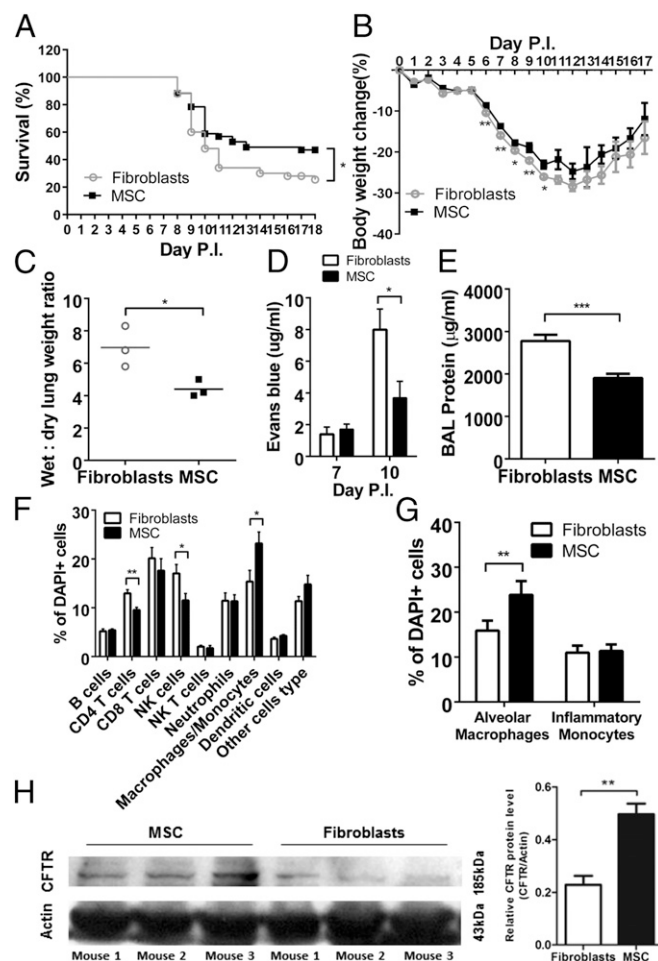 A
Survival (%)
120
100
80
60
40
20
0
Fibroblasts
MSC
*
0 1 2 3 4 5 6 7 8 9 10 11 12 13 14 15 16 17 18
Day P.I.
B
Day P.I.
0 1 2 3 4 5 6 7 8 9 10 11 12 13 14 15 16 17
Body weight change(%)
-10
-20
-30
-40
** ** * ** *
Fibroblasts
MSC
C
Wet : dry lung weight ratio
10
8
6
4
2
0
*
Fibroblasts MSC
D
Fibroblasts
MSC
Evans blue (ug/ml)
10
8
6
4
2
0
*
7 10
Day P.I.
E
BAL Protein (µg/ml)
4000
3000
2000
1000
0
***
Fibroblasts MSC
F
Fibroblasts
MSC
% of DAPI+ cells
30
20
10
0
** * *
B cells
CD4 T cells
CD8 T cels
NK cells
NK T cells
Neutrophils
Macrophages/Monocytes
Dendritic cells
Other cells type
G
Fibroblasts
MSC
% of DAPI+ cells
40
30
20
10
0
**
Alveolar Inflammatory
Macrophages Monocytes
H
MSC Fibroblasts
CFTR
185kDa
Actin
43kDa
Mouse 1 Mouse 2 Mouse 3 Mouse 1 Mouse 2 Mouse 3
Relative CFTR protein level
(CFTR/Actin)
0.6
0.4
0.2
0.0
**
Fibroblasts MSC